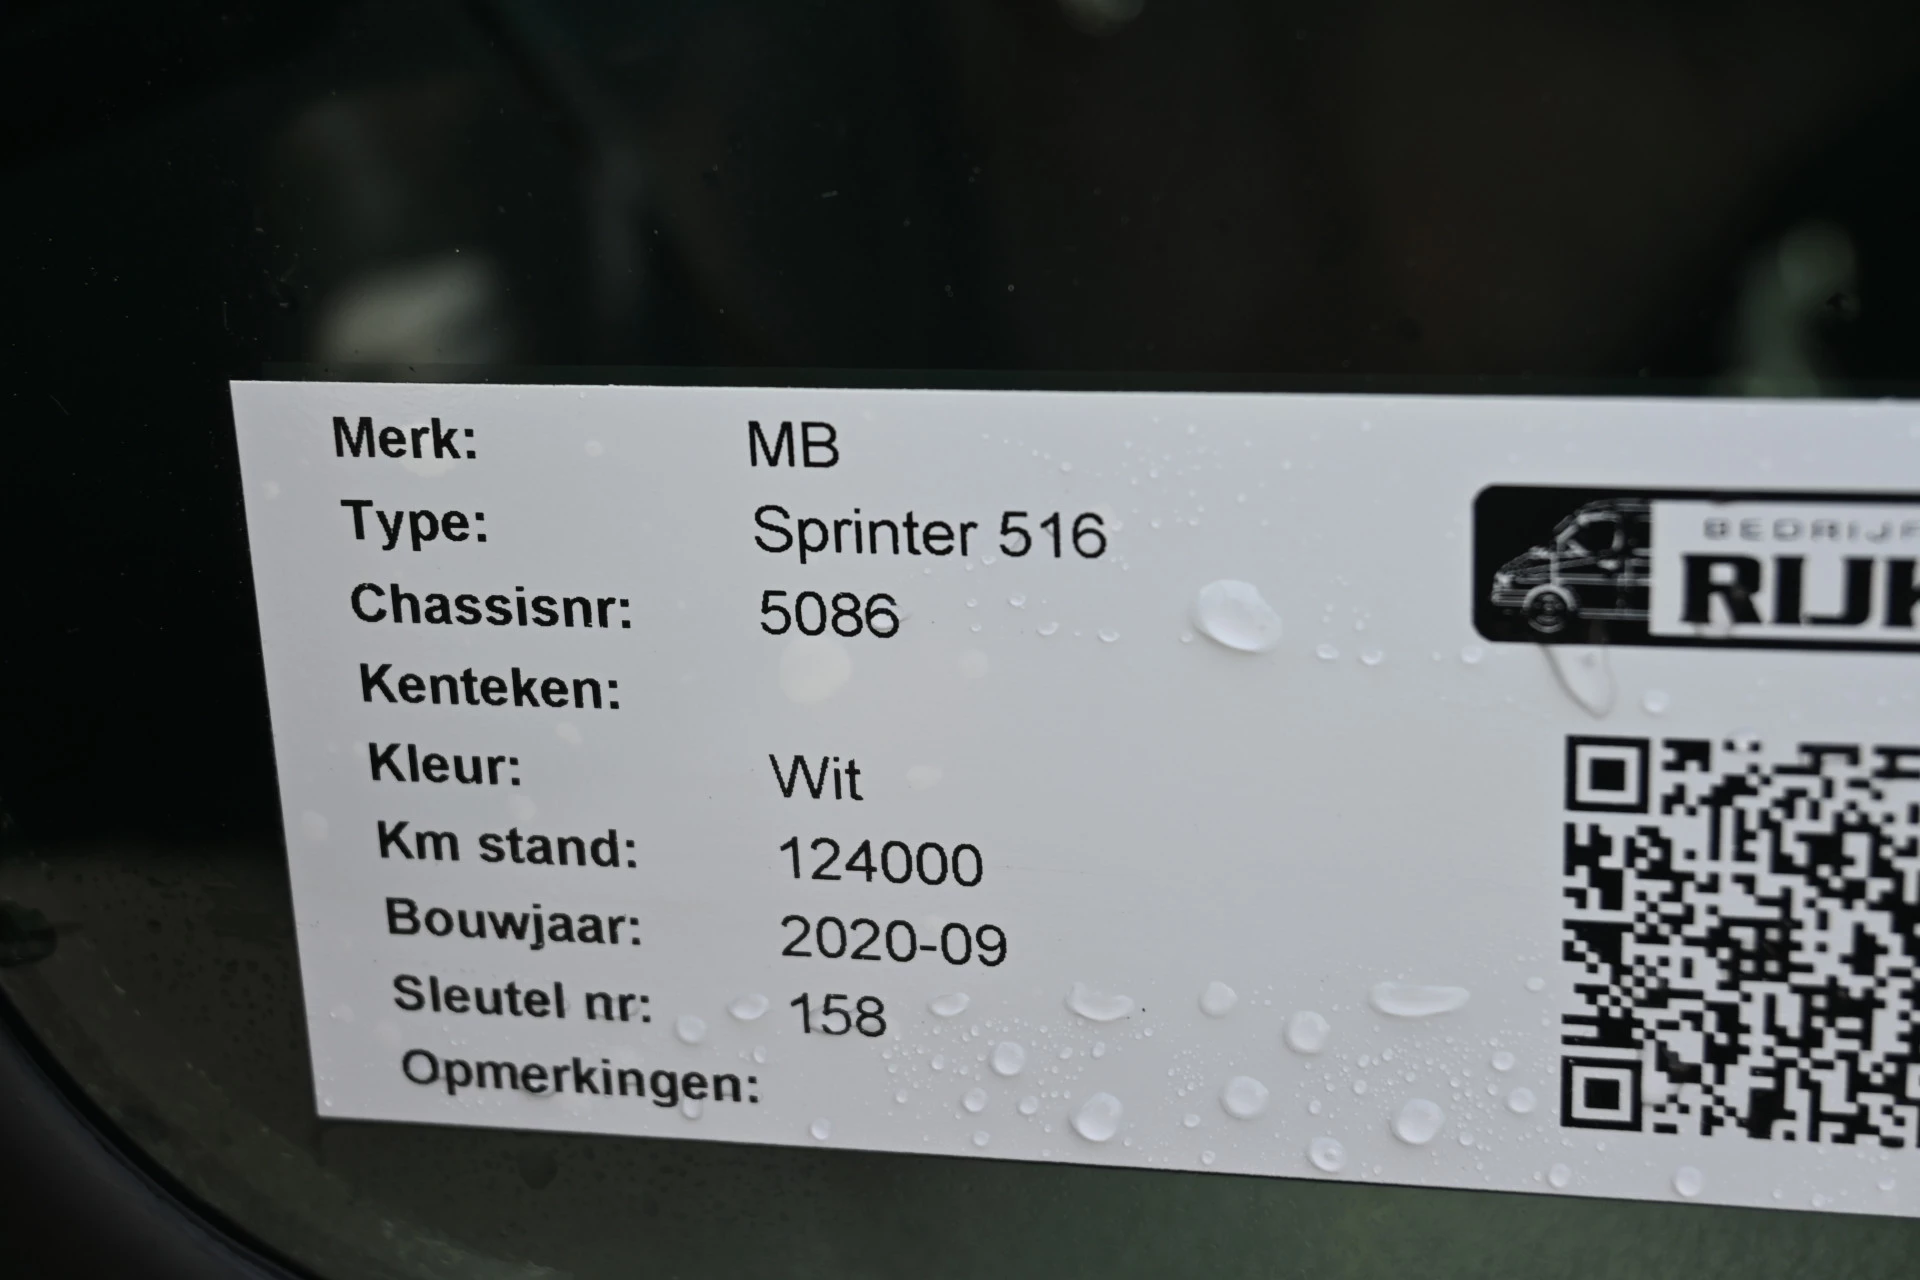 Merk: MB
Type: Sprinter 516
Chassisnr: 5086
Kenteken:
Kleur: Wit
Km stand: 124000
Bouwjaar: 2020-09
Sleutel nr: 158
Opmerkingen: